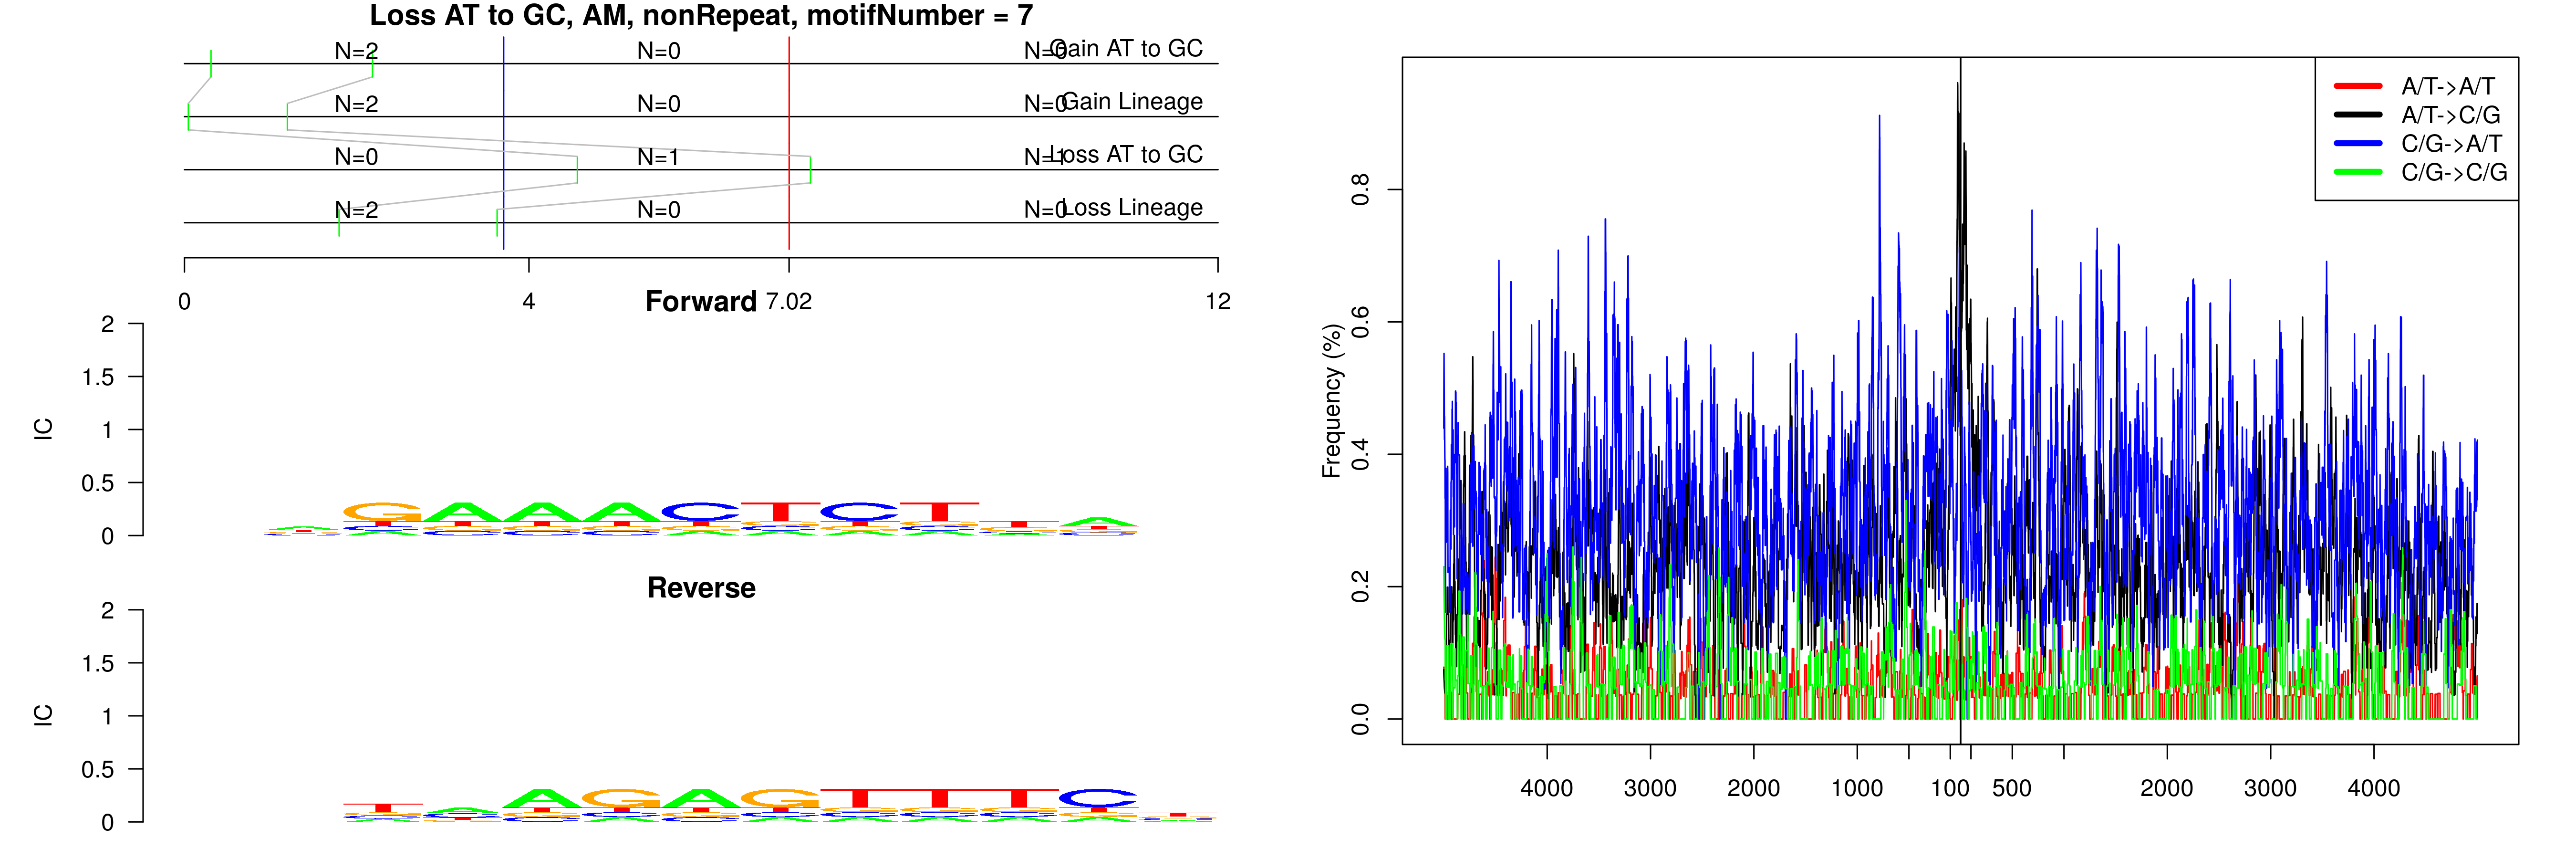 Loss AT to GC, AM, nonRepeat, motifNumber = 7
N=2 N=0 N=0 Gain AT to GC
N=2 N=0 N=0 Gain Lineage
N=0 N=1 N=1 Loss AT to GC
N=2 N=0 N=0 Loss Lineage
0 4 7.02 12
Forward
2
1.5
1
0.5
0
IC
GAAACTCTTA
Reverse
2
1.5
1
0.5
0
IC
TAAGAGTTTCT
A/T->A/T
A/T->C/G
C/G->A/T
C/G->C/G
Frequency (%)
0.8
0.6
0.4
0.2
0.0
4000 3000 2000 1000 100 500 2000 3000 4000